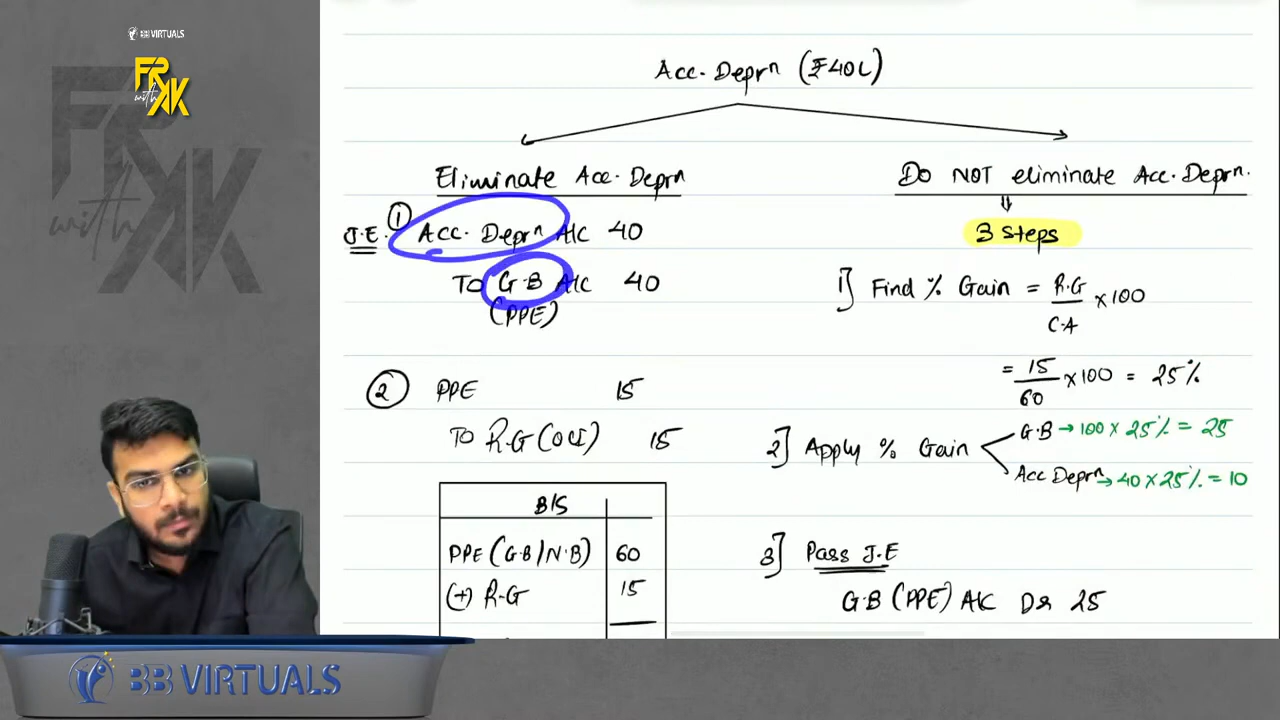 BB VIRTUALS
FR
with
AK
Acc. Deprⁿ (₹40L)
Eliminate Acc. Deprⁿ
J.E. ① Acc. Deprⁿ A/c 40
To G.B A/c 40
(PPE)
② PPE 15
To R.G (OCI) 15
B/S
PPE (G.B/N.B) 60
(+) R.G 15
Do NOT eliminate Acc. Deprⁿ.
⇓
3 Steps
1] Find % Gain = R.G/C.A × 100
= 15/60 × 100 = 25%
2] Apply % Gain
G.B → 100 × 25% = 25
Acc Deprⁿ → 40 × 25% = 10
3] Pass J.E
G.B (PPE) A/c Dr 25
BB VIRTUALS